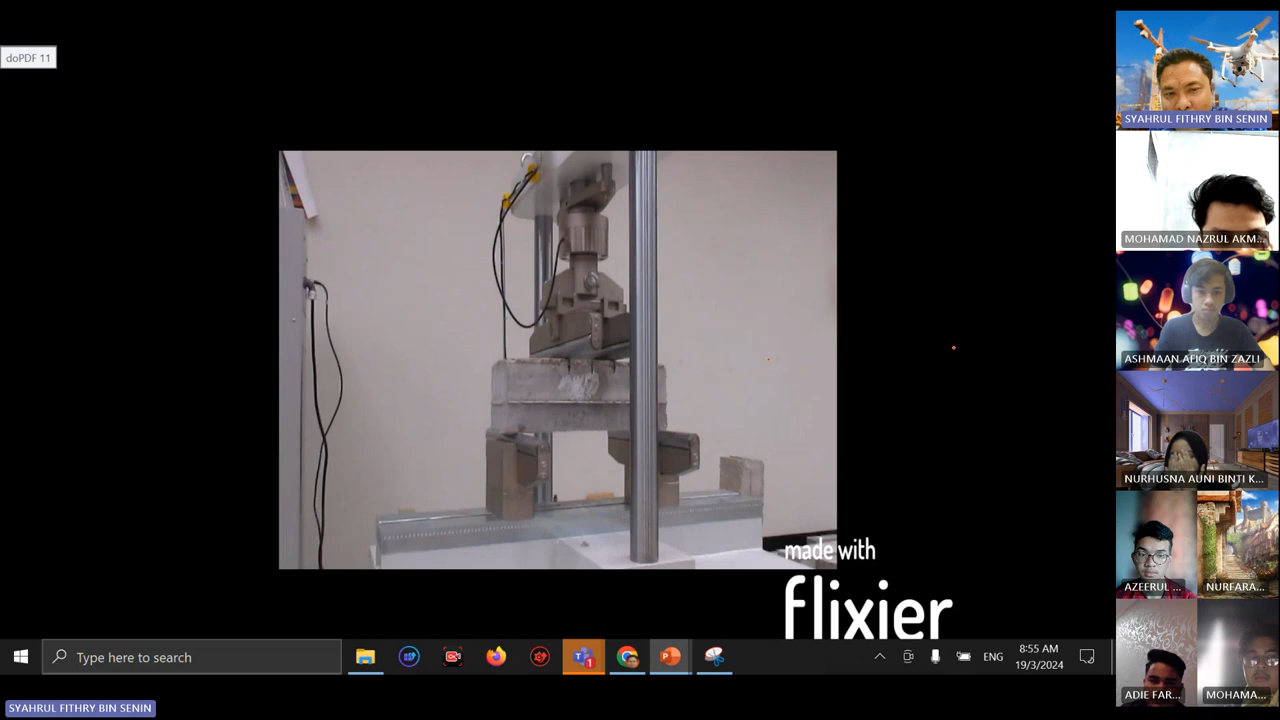 doPDF 11
made with
flixier
Type here to search
1
ENG
8:55 AM
19/3/2024
SYAHRUL FITHRY BIN SENIN
SYAHRUL FITHRY BIN SENIN
MOHAMAD NAZRUL AKM...
ASHMAAN AFIQ BIN ZAZLI
NURHUSNA AUNI BINTI K...
AZEERUL ...
NURFARA...
ADIE FAR...
MOHAMA...